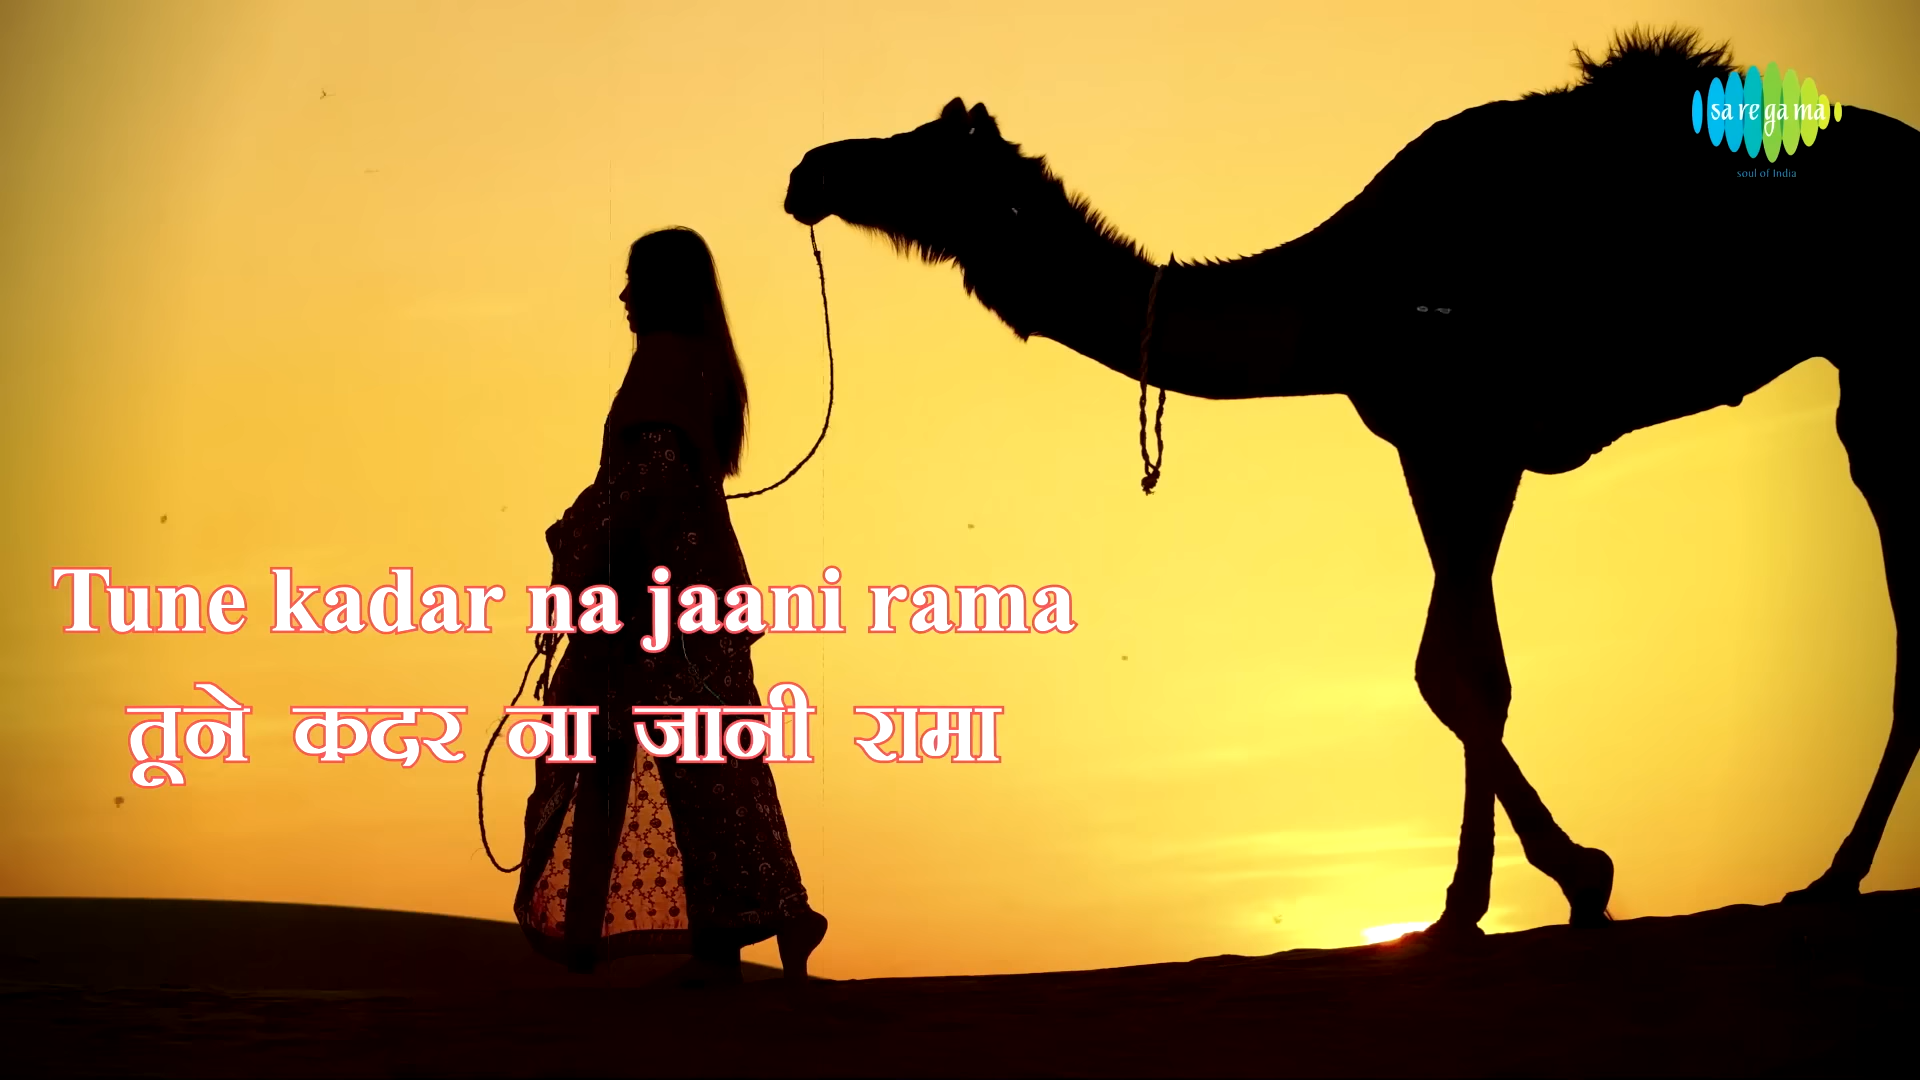 sa re ga ma
soul of India
Tune kadar na jaani rama
तूने कदर ना जानी रामा